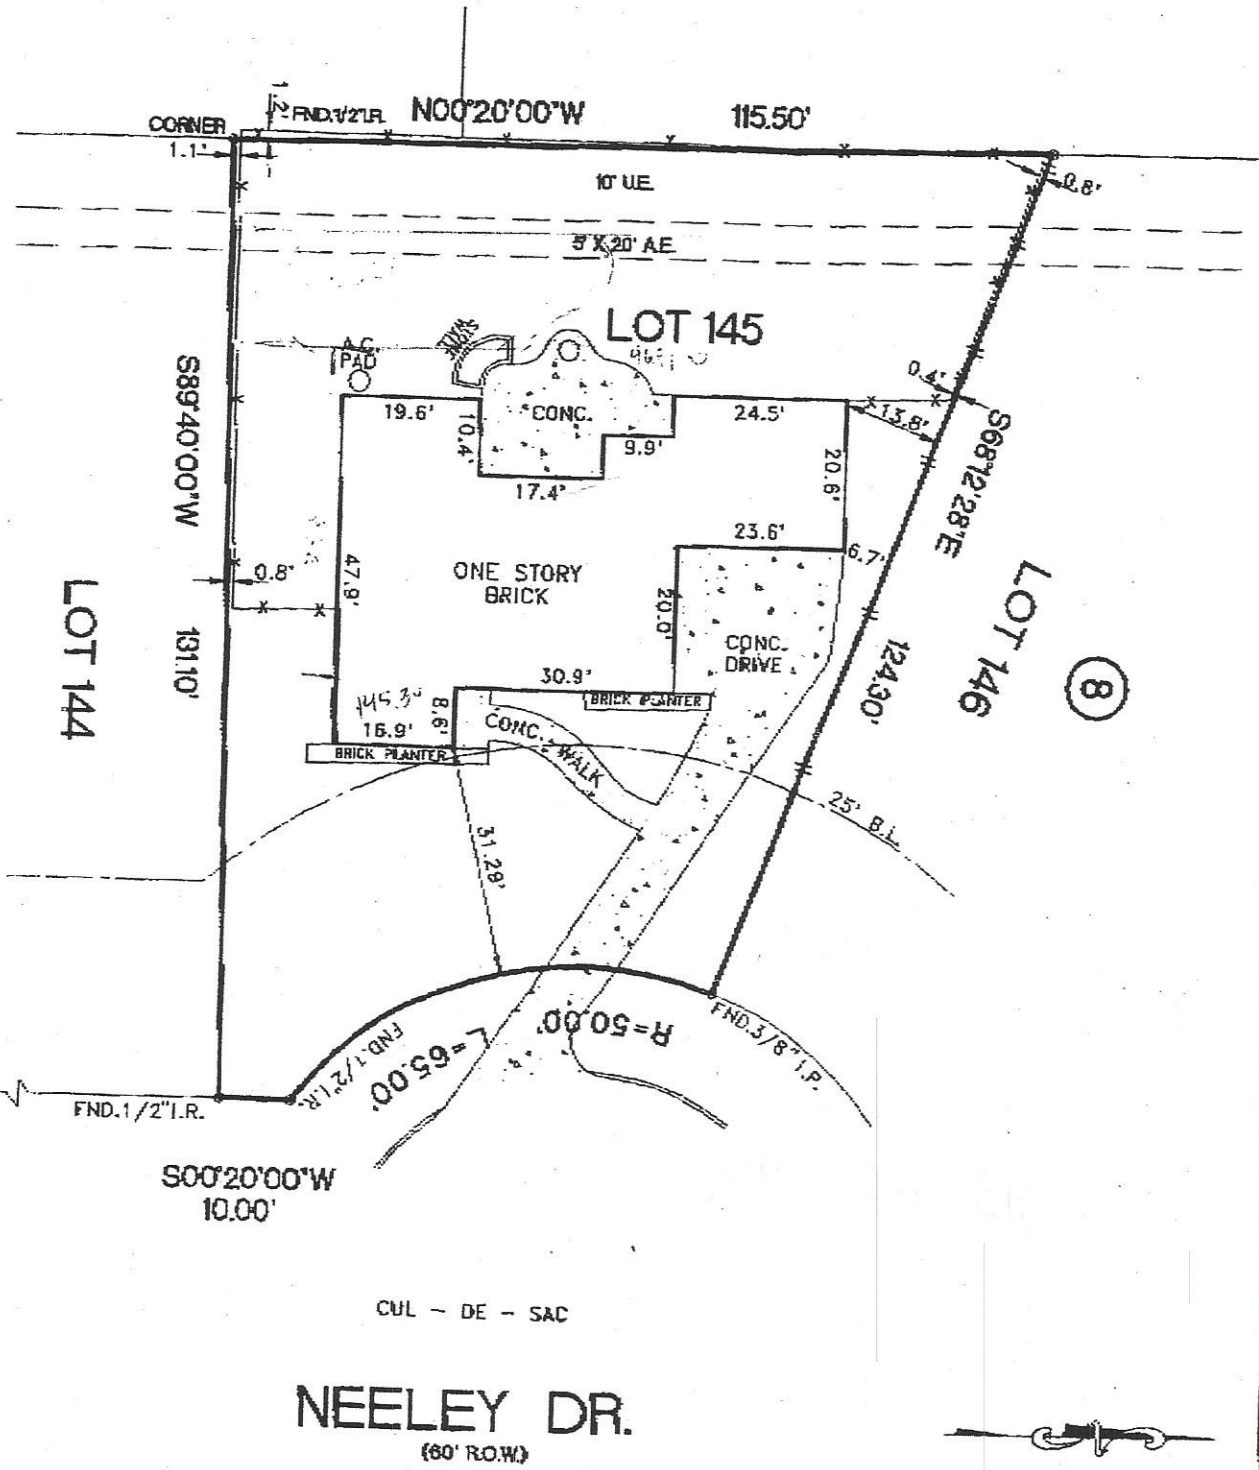 N00°20'00"W 115.50'
FND.1/2"I.R.
CORNER
1.1'
0.8'
10' U.E.
5' X 20' A.E.
LOT 145
A.C.
PAD
0.4'
13.8'
S68°12'28"E
124.30'
19.6'
10.4'
CONC.
24.5'
9.9'
17.4'
20.6'
S89°40'00"W
131.10'
23.6'
6.7'
0.8'
47.9'
ONE STORY
BRICK
20.0'
CONC.
DRIVE
LOT 144
LOT 146
8
30.9'
BRICK PLANTER
8.6'
16.9'
BRICK PLANTER
CONC. WALK
25' B.L.
31.28'
R=50.00'
L=65.00'
FND.1/2"I.R.
FND.3/8"I.P.
FND.1/2"I.R.
S00°20'00"W
10.00'
CUL - DE - SAC
NEELEY DR.
(60' R.O.W.)